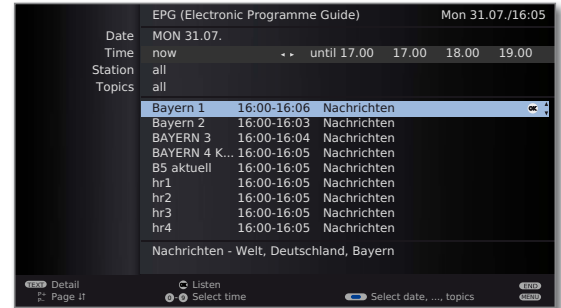 EPG (Electronic Programme Guide) Mon 31.07./16:05
Date MON 31.07.
Time now until 17.00 17.00 18.00 19.00
Station all
Topics all
Bayern 1 16:00-16:06 Nachrichten OK
Bayern 2 16:00-16:03 Nachrichten
BAYERN 3 16:00-16:04 Nachrichten
BAYERN 4 K... 16:00-16:05 Nachrichten
B5 aktuell 16:00-16:05 Nachrichten
hr1 16:00-16:05 Nachrichten
hr2 16:00-16:05 Nachrichten
hr3 16:00-16:05 Nachrichten
hr4 16:00-16:05 Nachrichten
Nachrichten - Welt, Deutschland, Bayern
TEXT Detail OK Listen END
P+ P- Page 0-9 Select time Select date, ..., topics MENU